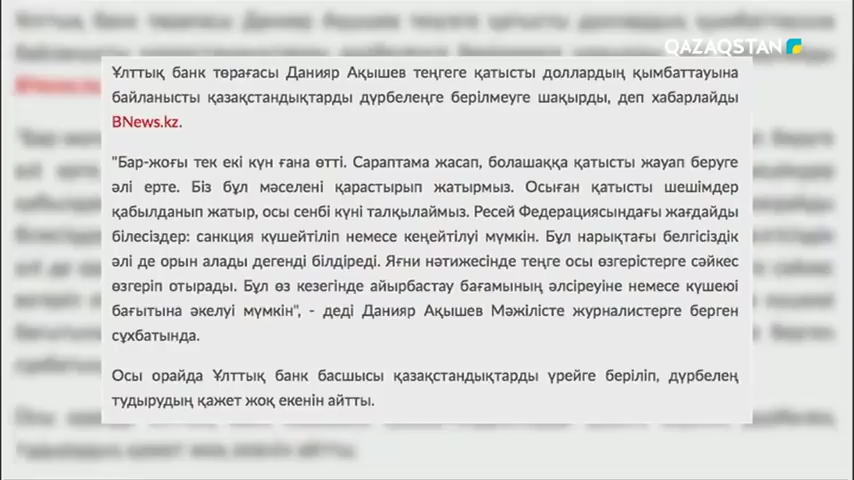 QAZAQSTAN
Ұлттық банк төрағасы Данияр Ақышев теңгеге қатысты доллардың қымбаттауына
байланысты қазақстандықтарды дүрбелеңге берілмеуге шақырды, деп хабарлайды
BNews.kz.
"Бар-жоғы тек екі күн ғана өтті. Сараптама жасап, болашаққа қатысты жауап беруге
әлі ерте. Біз бұл мәселені қарастырып жатырмыз. Осыған қатысты шешімдер
қабылданып жатыр, осы сенбі күні талқылаймыз. Ресей Федерациясындағы жағдайды
білесіздер: санкция күшейтіліп немесе кеңейтілуі мүмкін. Бұл нарықтағы белгісіздік
әлі де орын алады дегенді білдіреді. Яғни нәтижесінде теңге осы өзгерістерге сәйкес
өзгеріп отырады. Бұл өз кезегінде айырбастау бағамының әлсіреуіне немесе күшеюі
бағытына әкелуі мүмкін", - деді Данияр Ақышев Мәжілісте журналистерге берген
сұхбатында.
Осы орайда Ұлттық банк басшысы қазақстандықтарды үрейге беріліп, дүрбелең
тудырудың қажет жоқ екенін айтты.